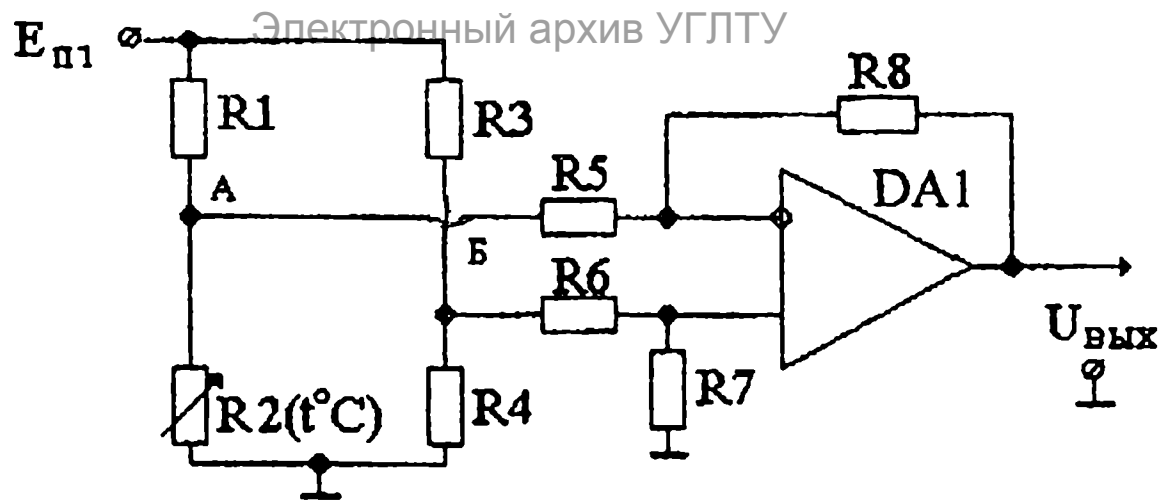 Электронный архив УГЛТУ
Eп1
R1
R3
R8
А
R5
DA1
Б
R6
Uвых
R2(t°C)
R4
R7